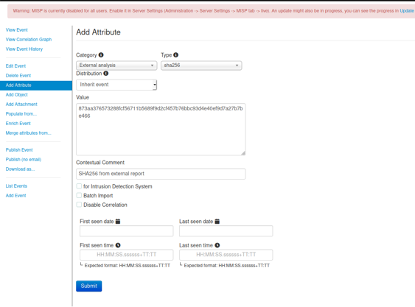 Warning: MISP is currently disabled for all users. Enable it in Server Settings (Administration -> Server Settings -> MISP tab -> live). An update might also be in progress, you can see the progress in Update
View Event
View Correlation Graph
View Event History
Edit Event
Delete Event
Add Attribute
Add Object
Add Attachment
Populate from...
Enrich Event
Merge attributes from...
Publish Event
Publish (no email)
Download as...
List Events
Add Event
Add Attribute
Category
Type
External analysis
sha256
Distribution
Inherit event
Value
Contextual Comment
SHA256 from external report
for Intrusion Detection System
Batch Import
Disable Correlation
First seen date
Last seen date
First seen time
Last seen time
HH:MM:SS.ssssss+TT:TT
HH:MM:SS.ssssss+TT:TT
Expected format: HH:MM:SS.ssssss+TT:TT
Expected format: HH:MM:SS.ssssss+TT:TT
Submit